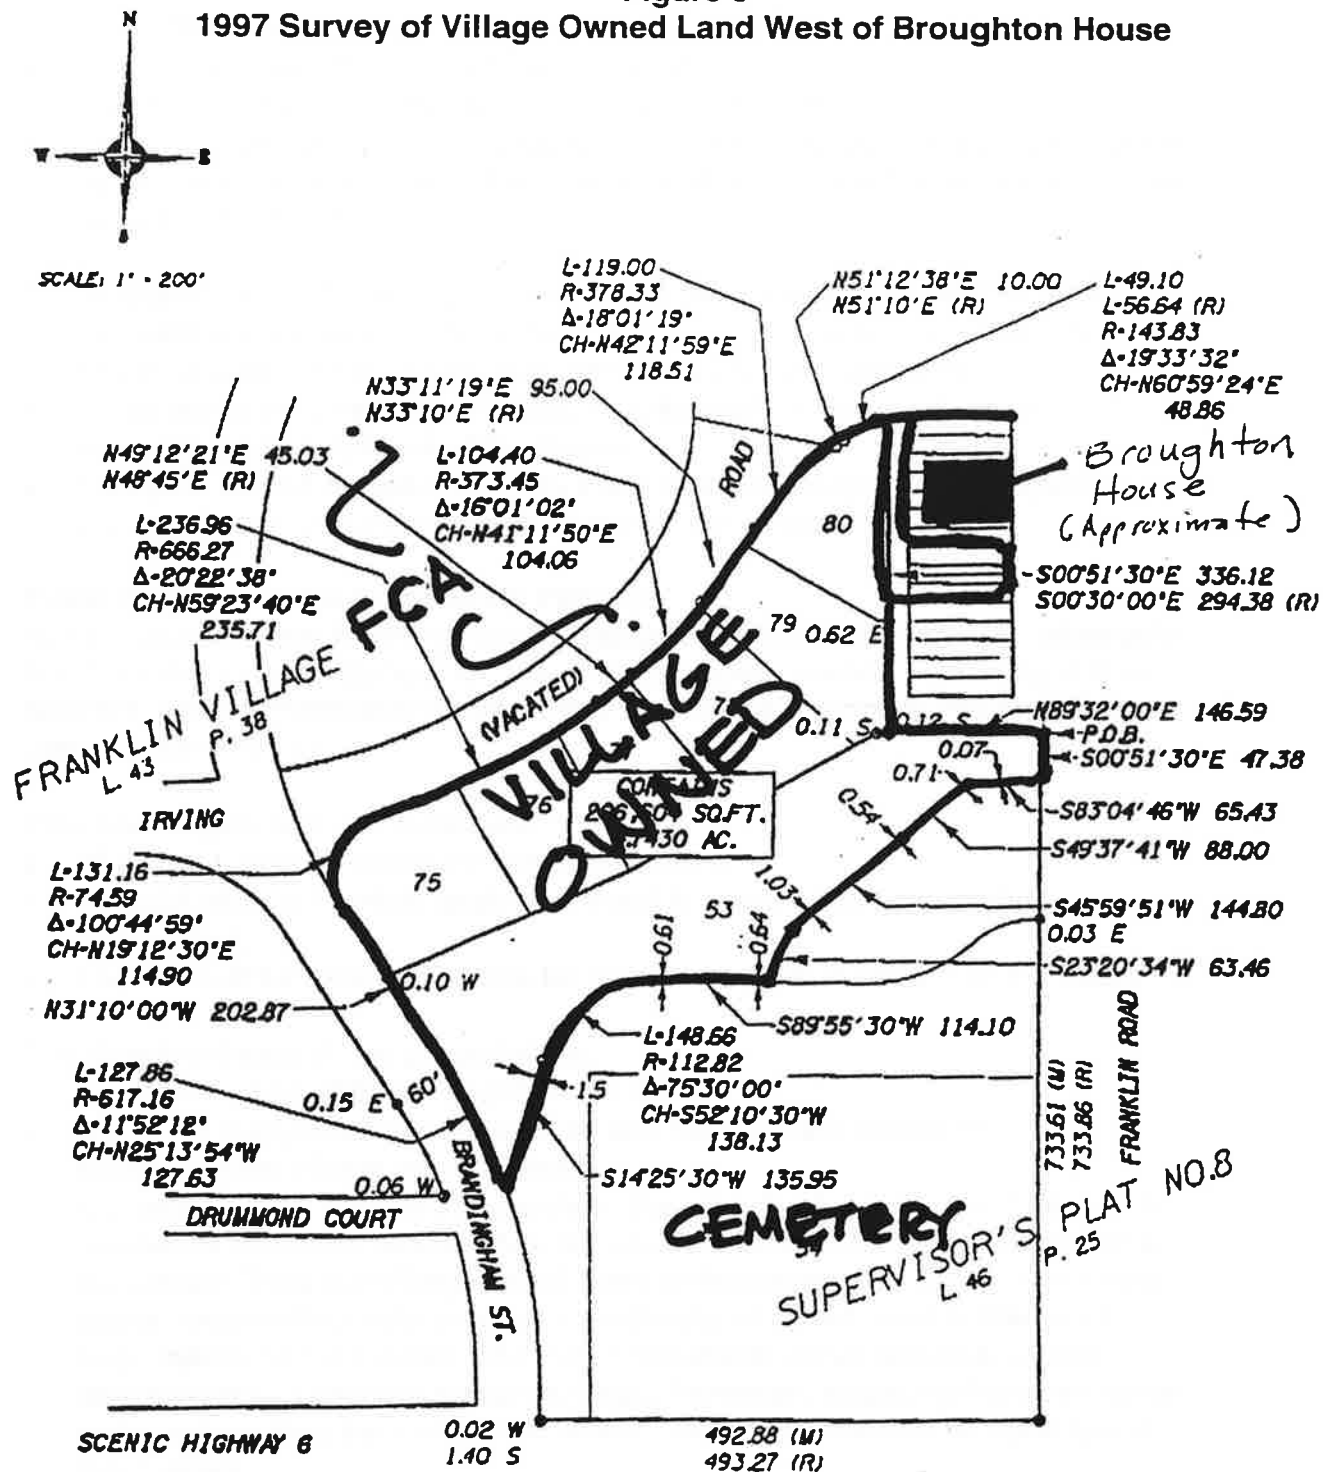 1997 Survey of Village Owned Land West of Broughton House
N
W
E
S
SCALE: 1" = 200'
L=119.00
R=378.33
Δ=18°01'19"
CH=N42°11'59"E
118.51
N51°12'38"E 10.00
N51°10'E (R)
L=49.10
L=56.64 (R)
R=143.83
Δ=19°33'32"
CH=N60°59'24"E
48.86
N33°11'19"E 95.00
N33°10'E (R)
N49°12'21"E 45.03
N48°45'E (R)
L=104.40
R=373.45
Δ=16°01'02"
CH=N41°11'50"E
104.06
ROAD
80
Broughton
House
(Approximate)
L=236.96
R=666.27
Δ=20°22'38"
CH=N59°23'40"E
235.71
FCA
S00°51'30"E 336.12
S00°30'00"E 294.38 (R)
79
0.62 E
FRANKLIN VILLAGE
L. 43
P. 38
(VACATED)
VILLAGE
OWNED
0.11 S
0.12 S
N89°32'00"E 146.59
P.O.B.
S00°51'30"E 47.38
0.07
0.71
76
SQ.FT.
AC.
0.54
S83°04'46"W 65.43
IRVING
S49°37'41"W 88.00
L=131.16
R=74.59
Δ=100°44'59"
CH=N19°12'30"E
114.90
75
1.03
53
0.61
0.64
S45°59'51"W 144.80
0.03 E
S23°20'34"W 63.46
0.10 W
N31°10'00"W 202.87
S89°55'30"W 114.10
L=148.66
R=112.82
Δ=75°30'00"
CH=S52°10'30"W
138.13
L=127.86
R=617.16
Δ=11°52'12"
CH=N25°13'54"W
127.63
0.15 E
60'
1.5
733.61 (M)
733.86 (R)
FRANKLIN ROAD
S14°25'30"W 135.95
0.06 W
DRUMMOND COURT
BRANDINGHAM ST.
CEMETERY
SUPERVISOR'S PLAT NO.8
L. 46
P. 25
SCENIC HIGHWAY 6
0.02 W
1.40 S
492.88 (M)
493.27 (R)